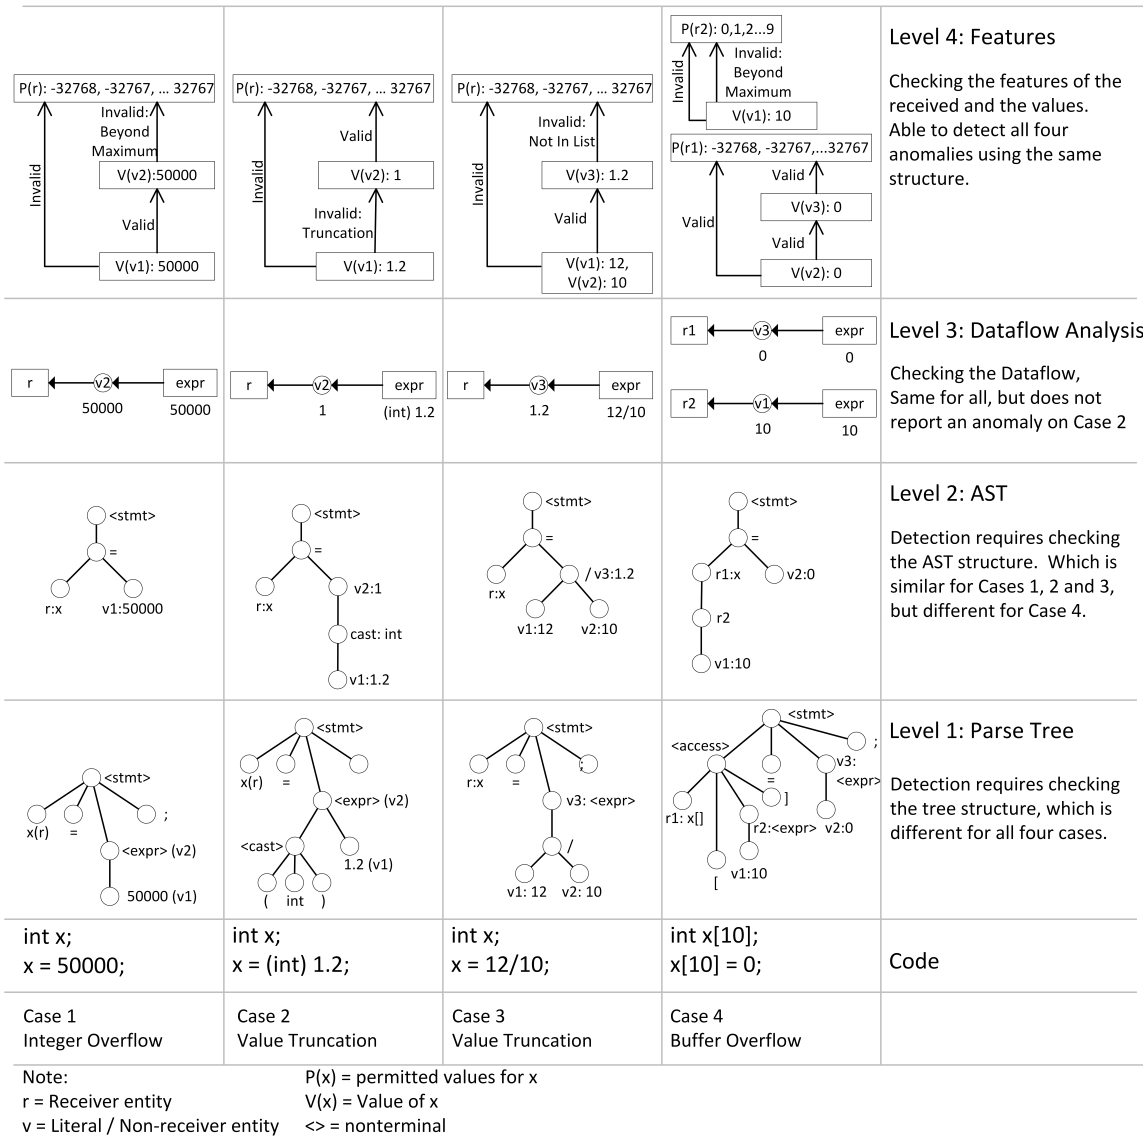 P(r): -32768, -32767, ... 32767
Invalid:
Beyond
Maximum
Invalid
V(v2):50000
Valid
V(v1): 50000
P(r): -32768, -32767, ... 32767
Valid
Invalid
V(v2): 1
Invalid:
Truncation
V(v1): 1.2
P(r): -32768, -32767, ... 32767
Invalid:
Not In List
Invalid
V(v3): 1.2
Valid
V(v1): 12,
V(v2): 10
P(r2): 0,1,2...9
Invalid
Invalid:
Beyond
Maximum
V(v1): 10
P(r1): -32768, -32767,...32767
Valid
V(v3): 0
Valid
Valid
V(v2): 0
Level 4: Features
Checking the features of the
received and the values.
Able to detect all four
anomalies using the same
structure.
r
v2
expr
50000
50000
r
v2
expr
1
(int) 1.2
r
v3
expr
1.2
12/10
r1
v3
expr
0
0
r2
v1
expr
10
10
Level 3: Dataflow Analysis
Checking the Dataflow,
Same for all, but does not
report an anomaly on Case 2
<stmt>
=
r:x
v1:50000
<stmt>
=
r:x
v2:1
cast: int
v1:1.2
<stmt>
=
r:x
/ v3:1.2
v1:12
v2:10
<stmt>
=
r1:x
v2:0
r2
v1:10
Level 2: AST
Detection requires checking
the AST structure. Which is
similar for Cases 1, 2 and 3,
but different for Case 4.
<stmt>
x(r)
=
;
<expr> (v2)
50000 (v1)
<stmt>
x(r)
=
<expr> (v2)
<cast>
1.2 (v1)
(
int
)
<stmt>
r:x
=
;
v3: <expr>
/
v1: 12
v2: 10
<stmt>
<access>
;
=
v3:
<expr>
r1: x[]
]
r2:<expr>
v2:0
[
v1:10
Level 1: Parse Tree
Detection requires checking
the tree structure, which is
different for all four cases.
int x;
x = 50000;
int x;
x = (int) 1.2;
int x;
x = 12/10;
int x[10];
x[10] = 0;
Code
Case 1
Integer Overflow
Case 2
Value Truncation
Case 3
Value Truncation
Case 4
Buffer Overflow
Note:
r = Receiver entity
v = Literal / Non-receiver entity
P(x) = permitted values for x
V(x) = Value of x
<> = nonterminal